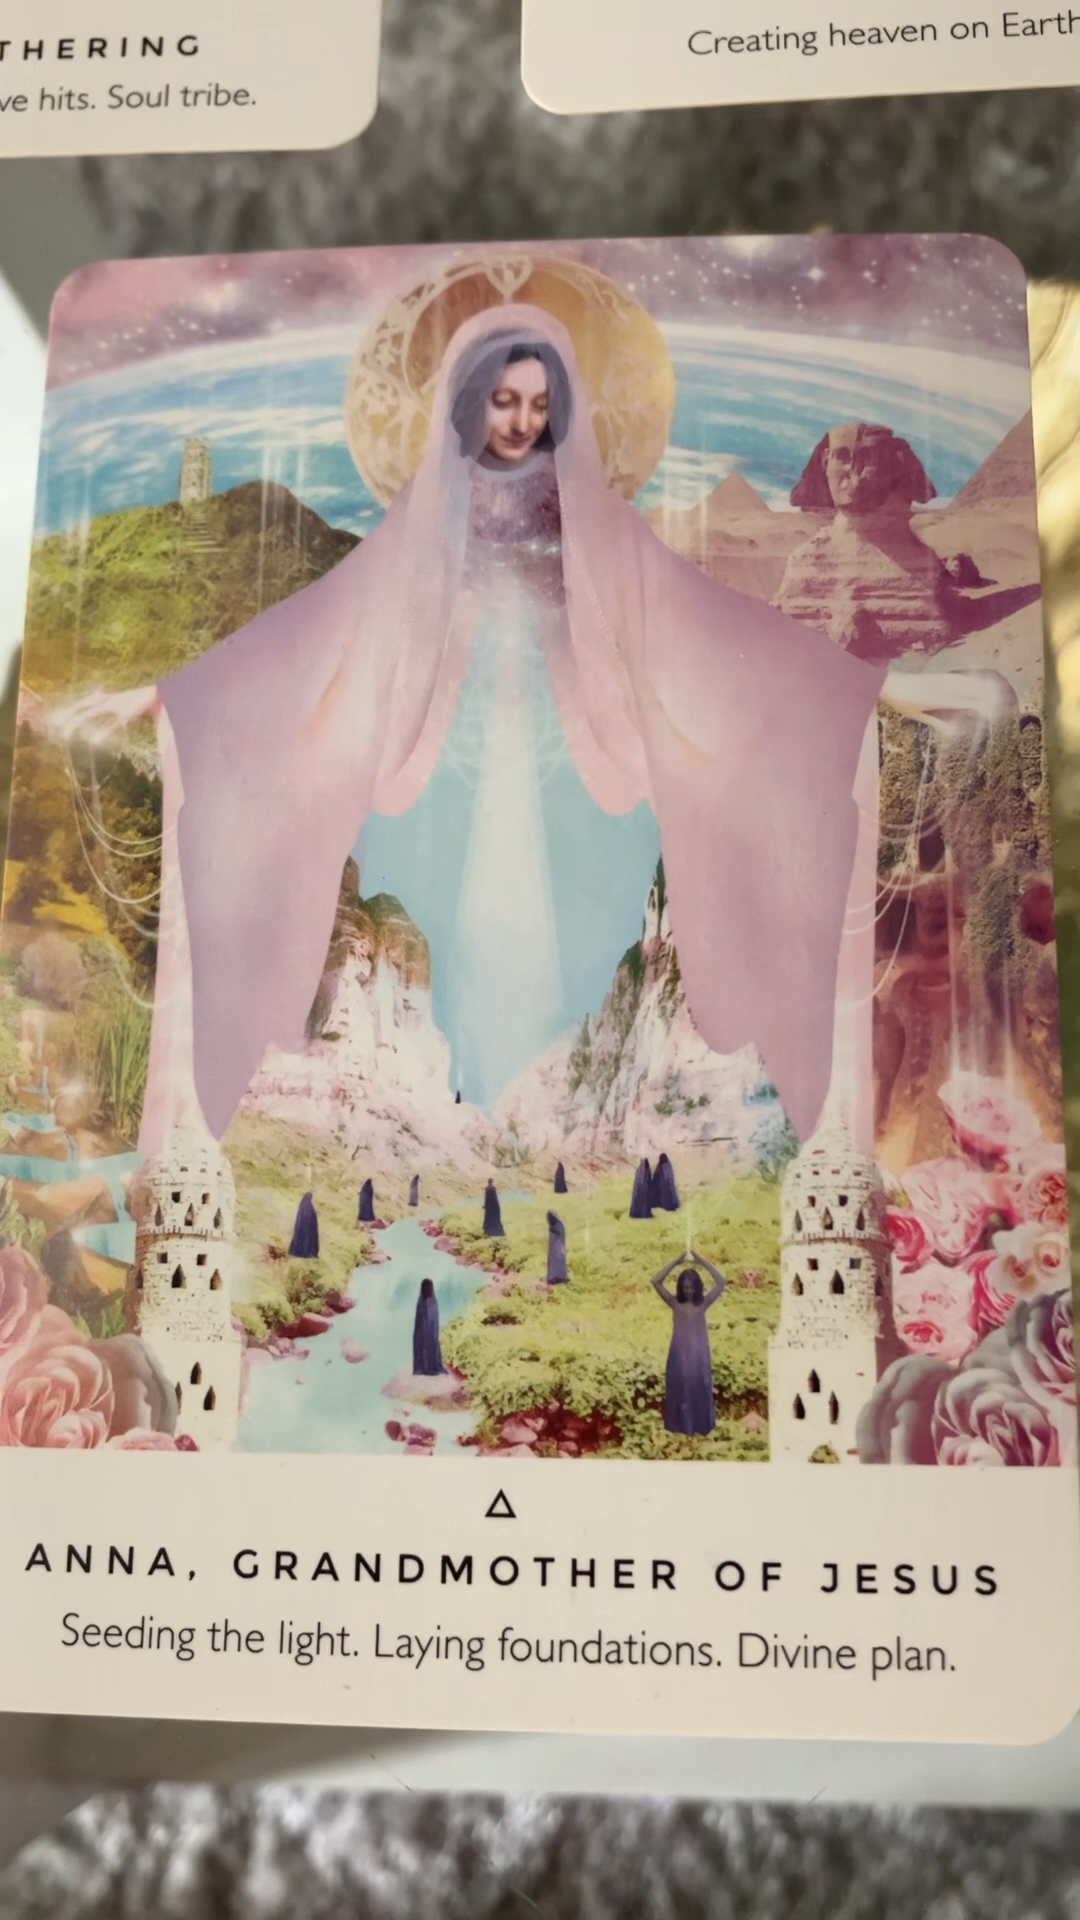 THERING
ve hits. Soul tribe.
Creating heaven on Earth
ANNA, GRANDMOTHER OF JESUS
Seeding the light. Laying foundations. Divine plan.